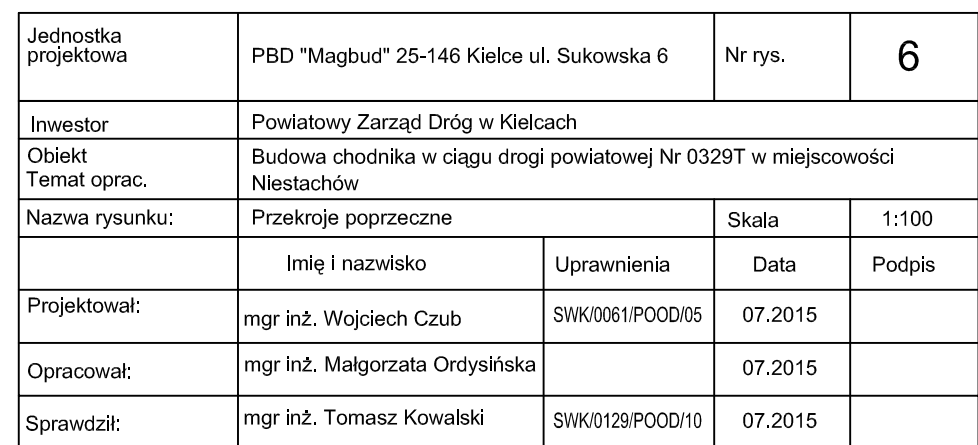 Jednostka
projektowa
PBD "Magbud" 25-146 Kielce ul. Sukowska 6
Nr rys.
6
Inwestor
Powiatowy Zarząd Dróg w Kielcach
Obiekt
Temat oprac.
Budowa chodnika w ciągu drogi powiatowej Nr 0329T w miejscowości
Niestachów
Nazwa rysunku:
Przekroje poprzeczne
Skala
1:100
Imię i nazwisko
Uprawnienia
Data
Podpis
Projektował:
mgr inż. Wojciech Czub
SWK/0061/POOD/05
07.2015
Opracował:
mgr inż. Małgorzata Ordysińska
07.2015
Sprawdził:
mgr inż. Tomasz Kowalski
SWK/0129/POOD/10
07.2015